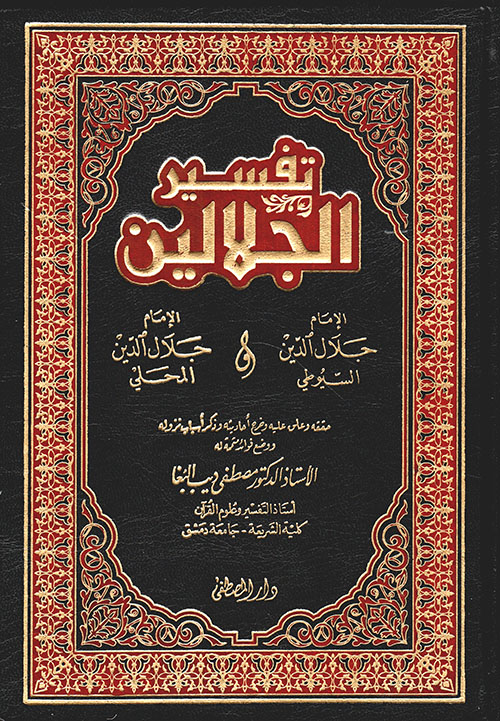 تفسير
الجلالين
الإمام
جلال الدين
السيوطي
و
الإمام
جلال الدين
المحلي
حققه وعلق عليه وخرج أحاديثه وذكر أسباب نزوله
ووضع فوائد متممة له
الأستاذ الدكتور مصطفى ديب البغا
أستاذ التفسير وعلوم القرآن
كلية الشريعة - جامعة دمشق
دار المصطفى